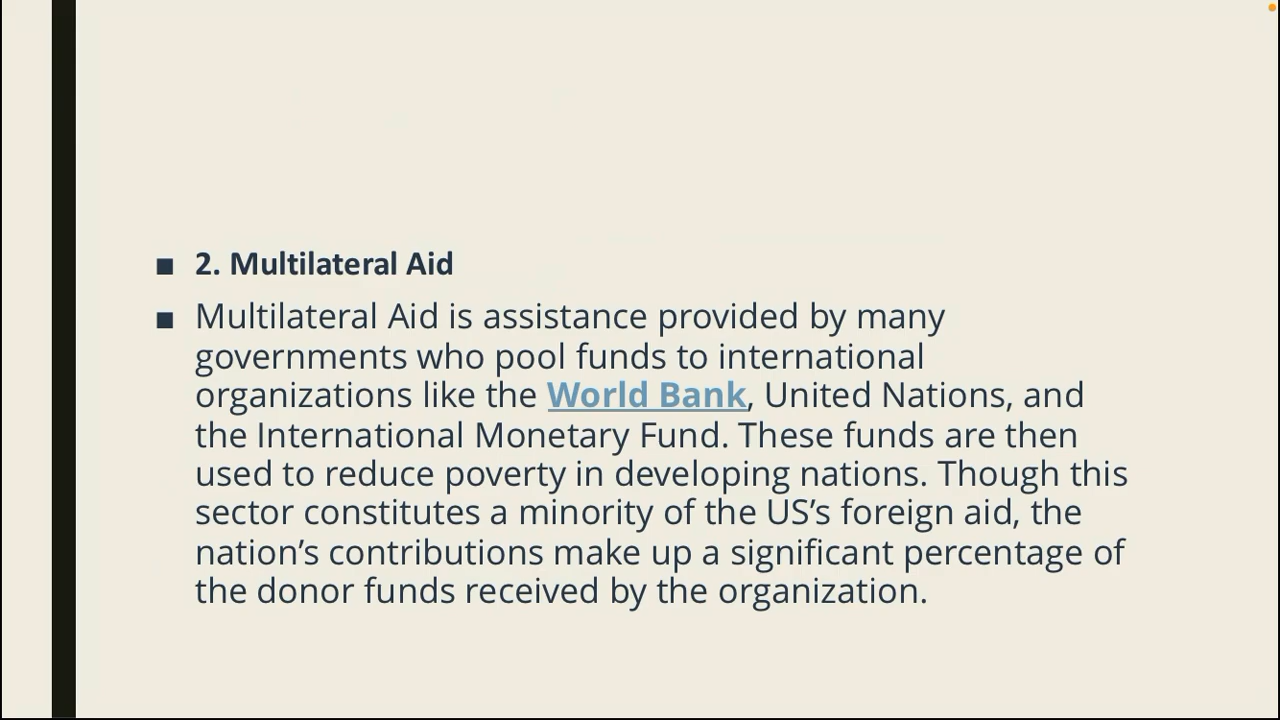 ■ 2. Multilateral Aid
■ Multilateral Aid is assistance provided by many
governments who pool funds to international
organizations like the World Bank, United Nations, and
the International Monetary Fund. These funds are then
used to reduce poverty in developing nations. Though this
sector constitutes a minority of the US’s foreign aid, the
nation’s contributions make up a significant percentage of
the donor funds received by the organization.